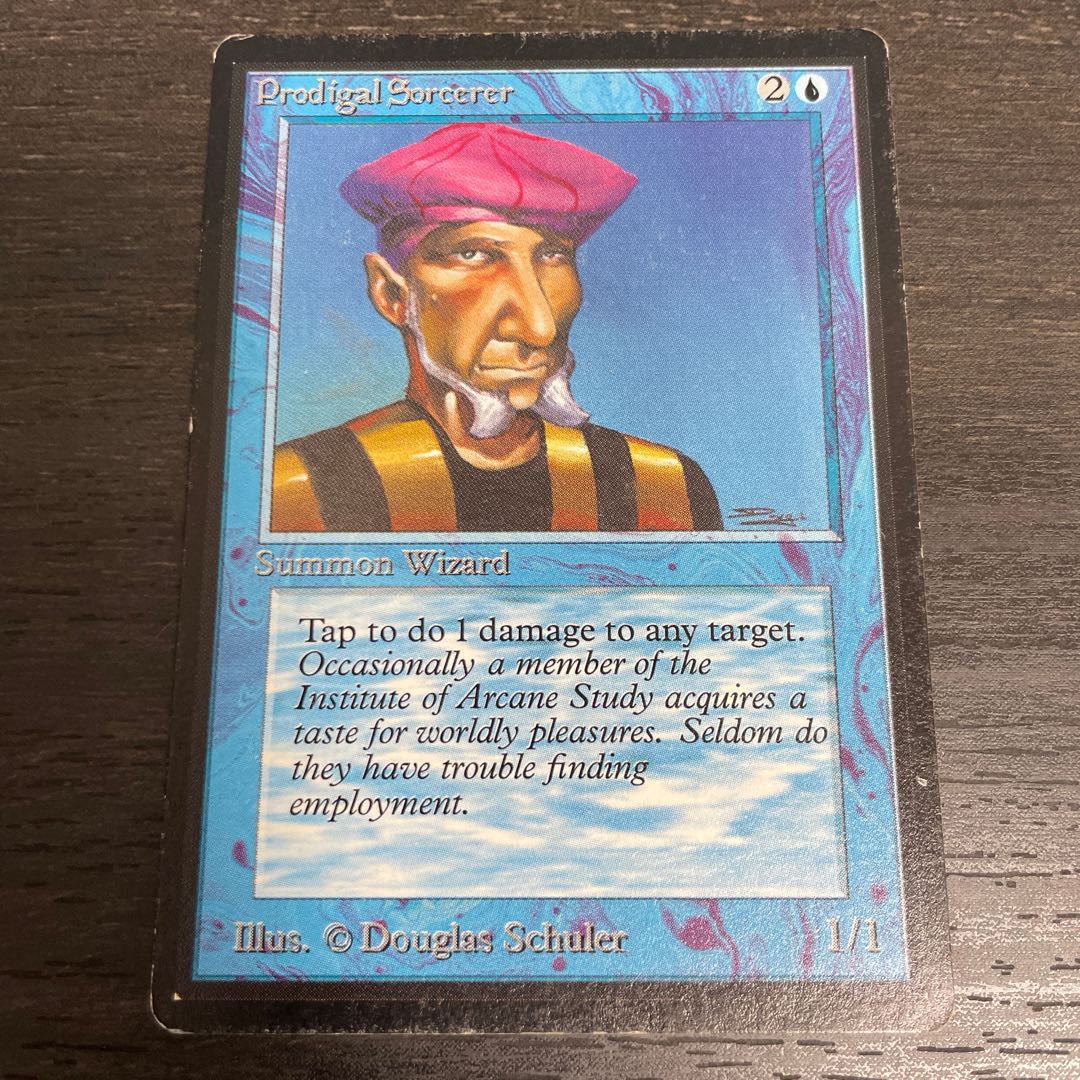 Prodigal Sorcerer 2
Summon Wizard
Tap to do 1 damage to any target.
Occasionally a member of the
Institute of Arcane Study acquires a
taste for worldly pleasures. Seldom do
they have trouble finding
employment.
Illus. © Douglas Schuler 1/1